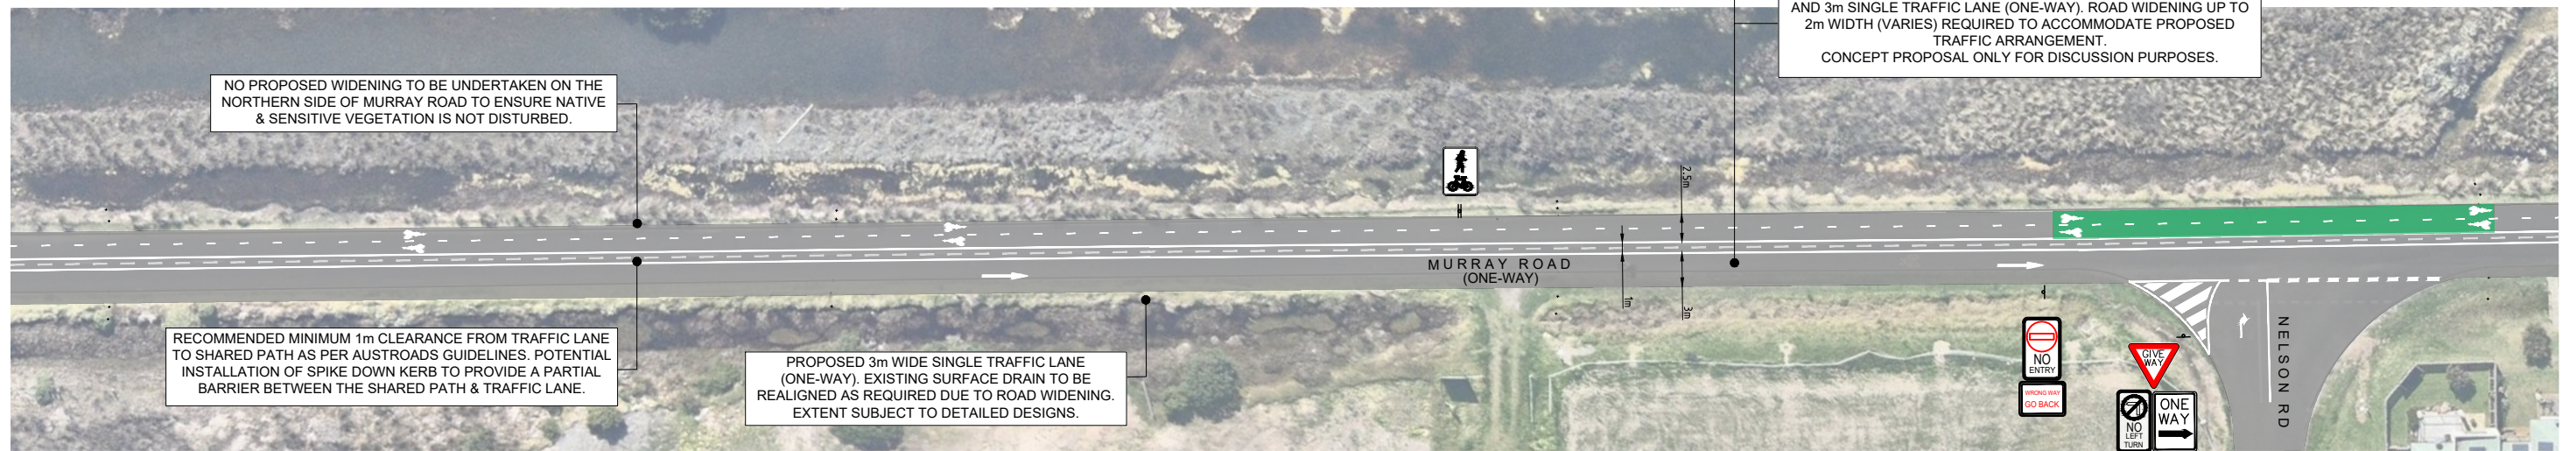 AND 3m SINGLE TRAFFIC LANE (ONE-WAY). ROAD WIDENING UP TO
2m WIDTH (VARIES) REQUIRED TO ACCOMMODATE PROPOSED
TRAFFIC ARRANGEMENT.
CONCEPT PROPOSAL ONLY FOR DISCUSSION PURPOSES.
NO PROPOSED WIDENING TO BE UNDERTAKEN ON THE
NORTHERN SIDE OF MURRAY ROAD TO ENSURE NATIVE
& SENSITIVE VEGETATION IS NOT DISTURBED.
2.5m
MURRAY ROAD
(ONE-WAY)
1m
3m
RECOMMENDED MINIMUM 1m CLEARANCE FROM TRAFFIC LANE
TO SHARED PATH AS PER AUSTROADS GUIDELINES. POTENTIAL
INSTALLATION OF SPIKE DOWN KERB TO PROVIDE A PARTIAL
BARRIER BETWEEN THE SHARED PATH & TRAFFIC LANE.
PROPOSED 3m WIDE SINGLE TRAFFIC LANE
(ONE-WAY). EXISTING SURFACE DRAIN TO BE
REALIGNED AS REQUIRED DUE TO ROAD WIDENING.
EXTENT SUBJECT TO DETAILED DESIGNS.
NO
ENTRY
WRONG WAY
GO BACK
GIVE
WAY
NO
LEFT
TURN
ONE
WAY
NELSON RD